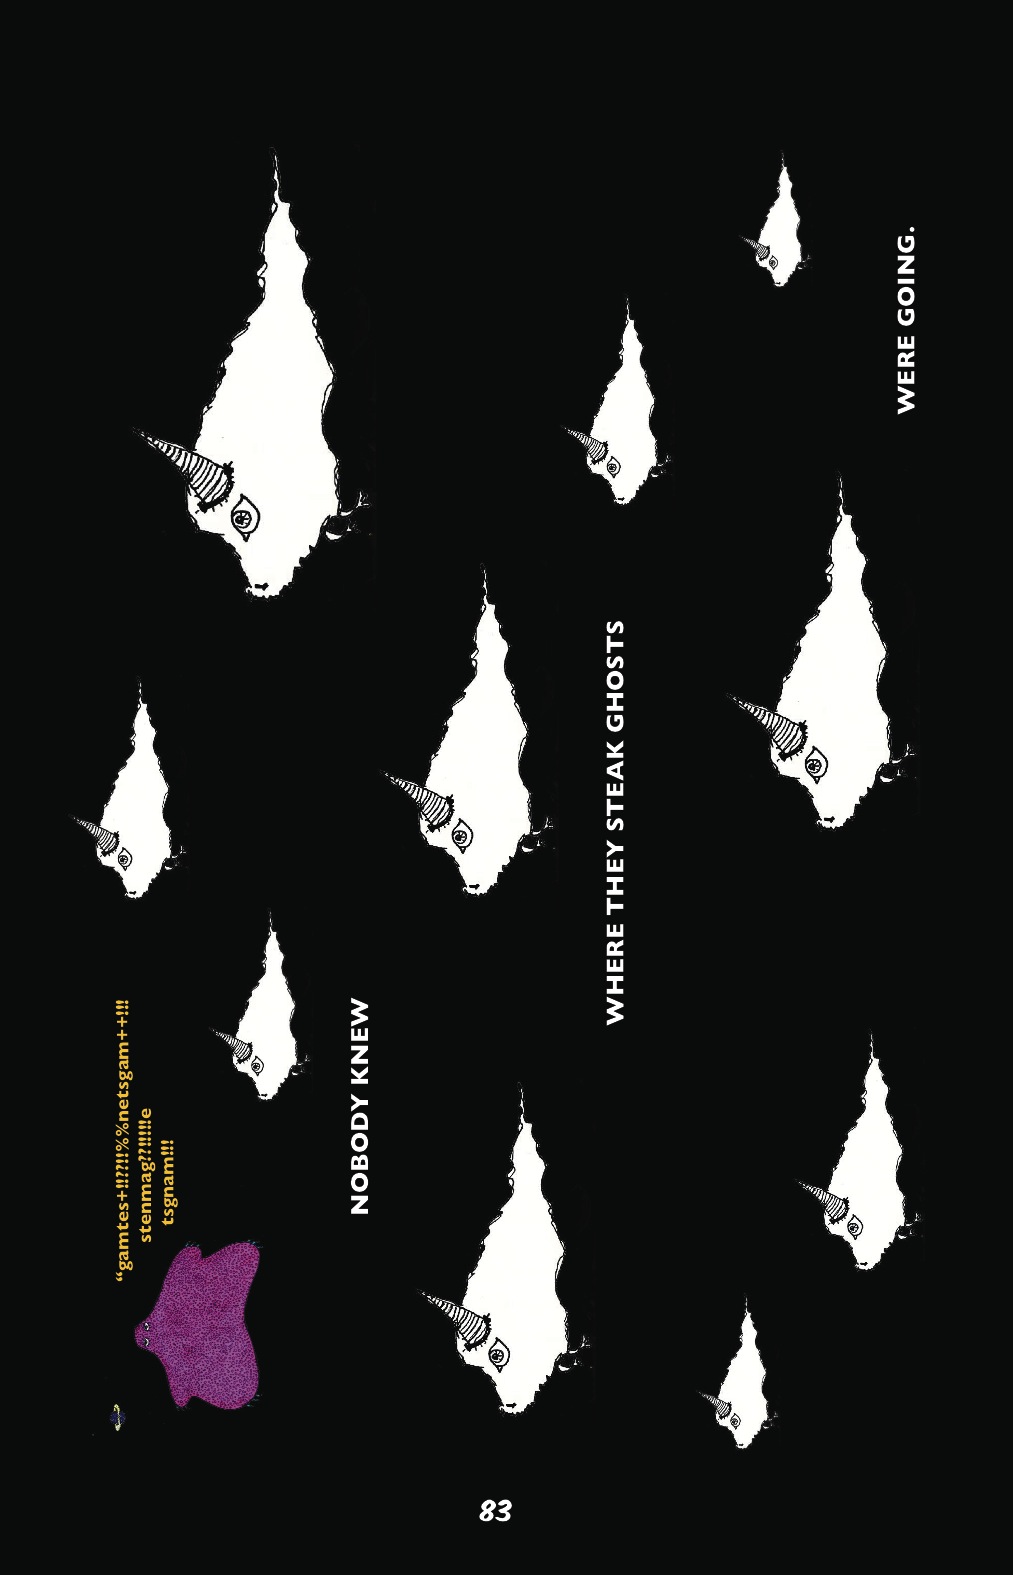 “gamtes+!!??!!%%netsgam++!!!
stenmag??!!!!!!e
tsgnam!!!
NOBODY KNEW
WHERE THEY STEAK GHOSTS
WERE GOING.
83